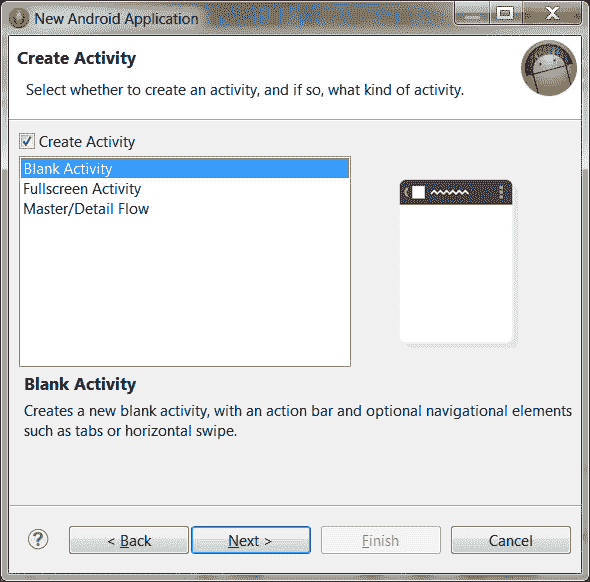 New Android Application
Create Activity
Select whether to create an activity, and if so, what kind of activity.
Create Activity
Blank Activity
Fullscreen Activity
Master/Detail Flow
Blank Activity
Creates a new blank activity, with an action bar and optional navigational elements
such as tabs or horizontal swipe.
? < Back Next > Finish Cancel